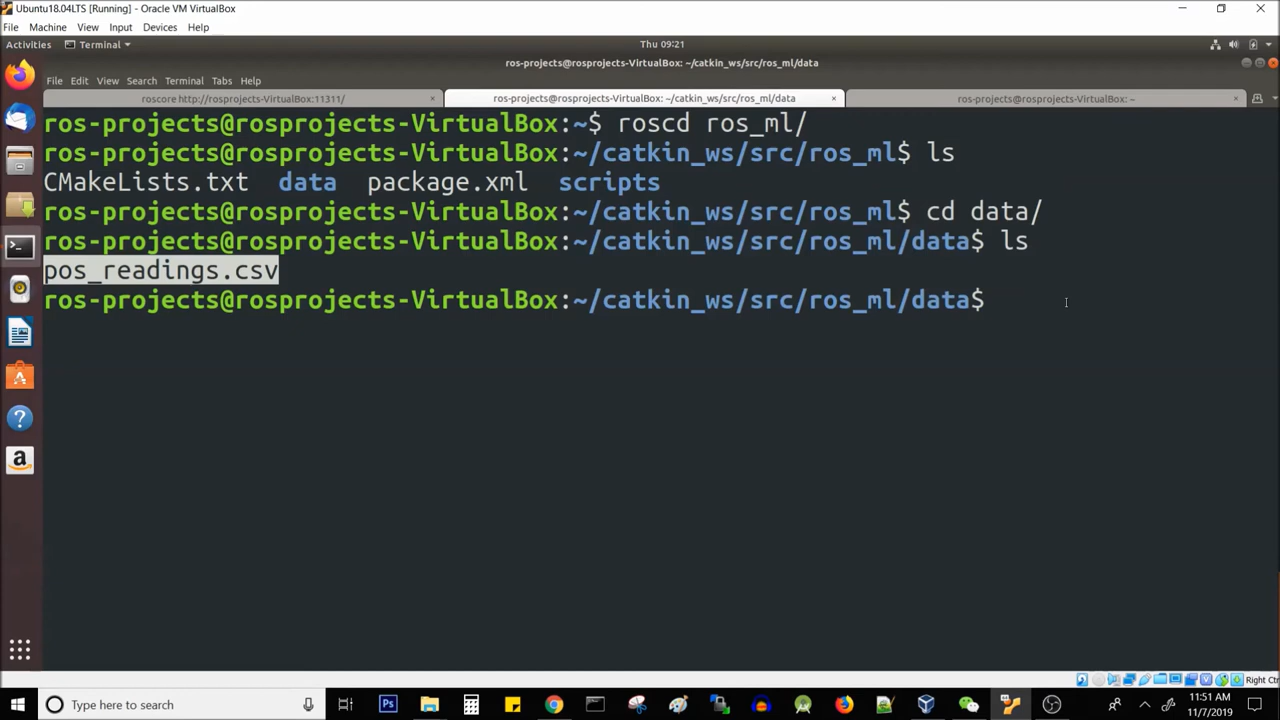 Ubuntu18.04LTS [Running] - Oracle VM VirtualBox
File Machine View Input Devices Help
Activities Terminal Thu 09:21
ros-projects@rosprojects-VirtualBox: ~/catkin_ws/src/ros_ml/data
File Edit View Search Terminal Tabs Help
roscore http://rosprojects-VirtualBox:11311/ × ros-projects@rosprojects-VirtualBox: ~/catkin_ws/src/ros_ml/data × ros-projects@rosprojects-VirtualBox: ~ ×
ros-projects@rosprojects-VirtualBox:~$ roscd ros_ml/
ros-projects@rosprojects-VirtualBox:~/catkin_ws/src/ros_ml$ ls
CMakeLists.txt data package.xml scripts
ros-projects@rosprojects-VirtualBox:~/catkin_ws/src/ros_ml$ cd data/
ros-projects@rosprojects-VirtualBox:~/catkin_ws/src/ros_ml/data$ ls
pos_readings.csv
ros-projects@rosprojects-VirtualBox:~/catkin_ws/src/ros_ml/data$
Right Ctrl
Type here to search
11:51 AM
11/7/2019